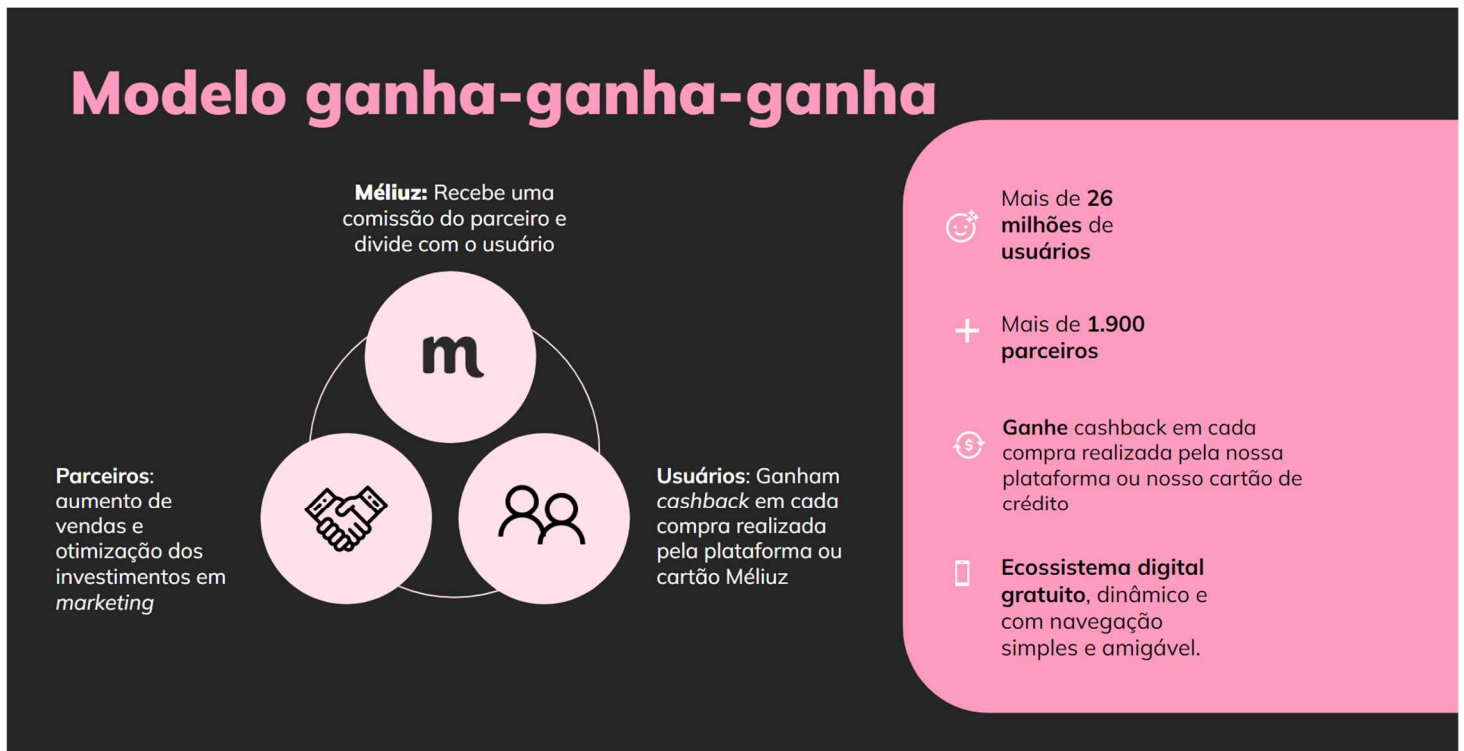 Modelo ganha-ganha-ganha
Méliuz: Recebe uma
comissão do parceiro e
divide com o usuário
m
Parceiros:
aumento de
vendas e
otimização dos
investimentos em
marketing
Usuários: Ganham
cashback em cada
compra realizada
pela plataforma ou
cartão Méliuz
Mais de 26
milhões de
usuários
Mais de 1.900
parceiros
Ganhe cashback em cada
compra realizada pela nossa
plataforma ou nosso cartão de
crédito
Ecossistema digital
gratuito, dinâmico e
com navegação
simples e amigável.